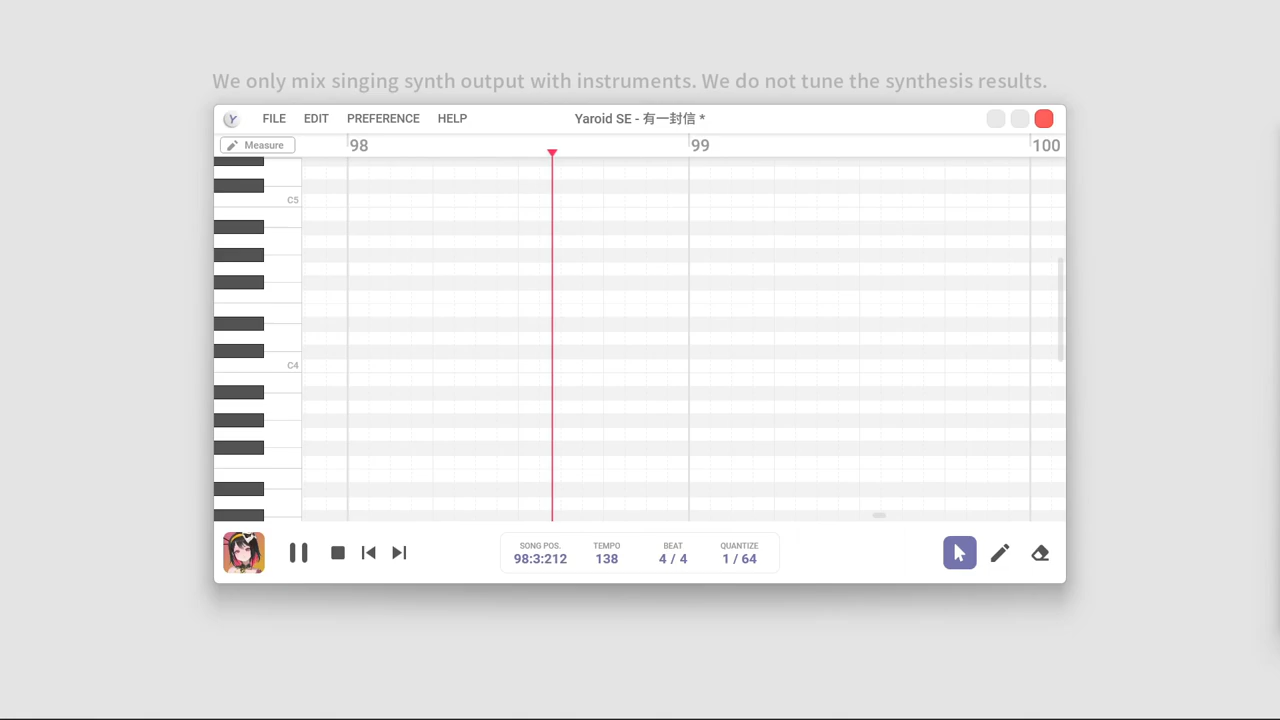 We only mix singing synth output with instruments. We do not tune the synthesis results.
Y FILE EDIT PREFERENCE HELP Yaroid SE - 有一封信 *
Measure 98 99 100
C5
C4
SONG POS. TEMPO BEAT QUANTIZE
98:3:212 138 4 / 4 1 / 64